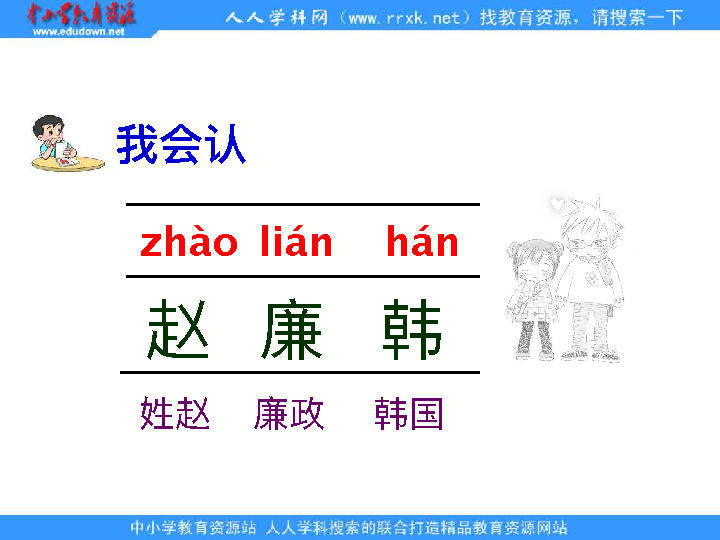 中小学教育资源
www.edudown.net
人人学科网（www.rrxk.net）找教育资源，请搜索一下
我会认
zhào lián hán
赵 廉 韩
姓赵 廉政 韩国
中小学教育资源站 人人学科搜索的联合打造精品教育资源网站